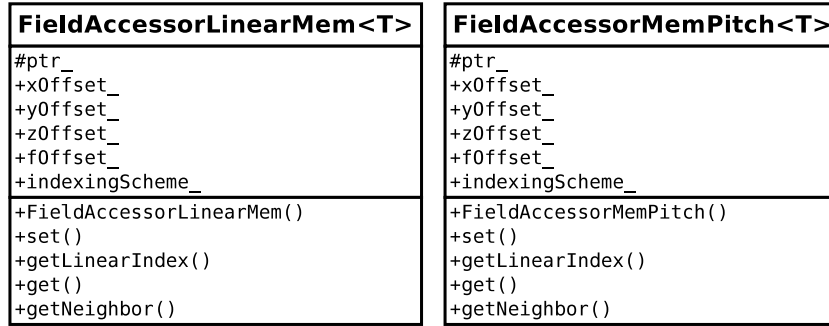 FieldAccessorLinearMem<T>
#ptr_
+xOffset_
+yOffset_
+zOffset_
+fOffset_
+indexingScheme_
+FieldAccessorLinearMem()
+set()
+getLinearIndex()
+get()
+getNeighbor()
FieldAccessorMemPitch<T>
#ptr_
+xOffset_
+yOffset_
+zOffset_
+fOffset_
+indexingScheme_
+FieldAccessorMemPitch()
+set()
+getLinearIndex()
+get()
+getNeighbor()